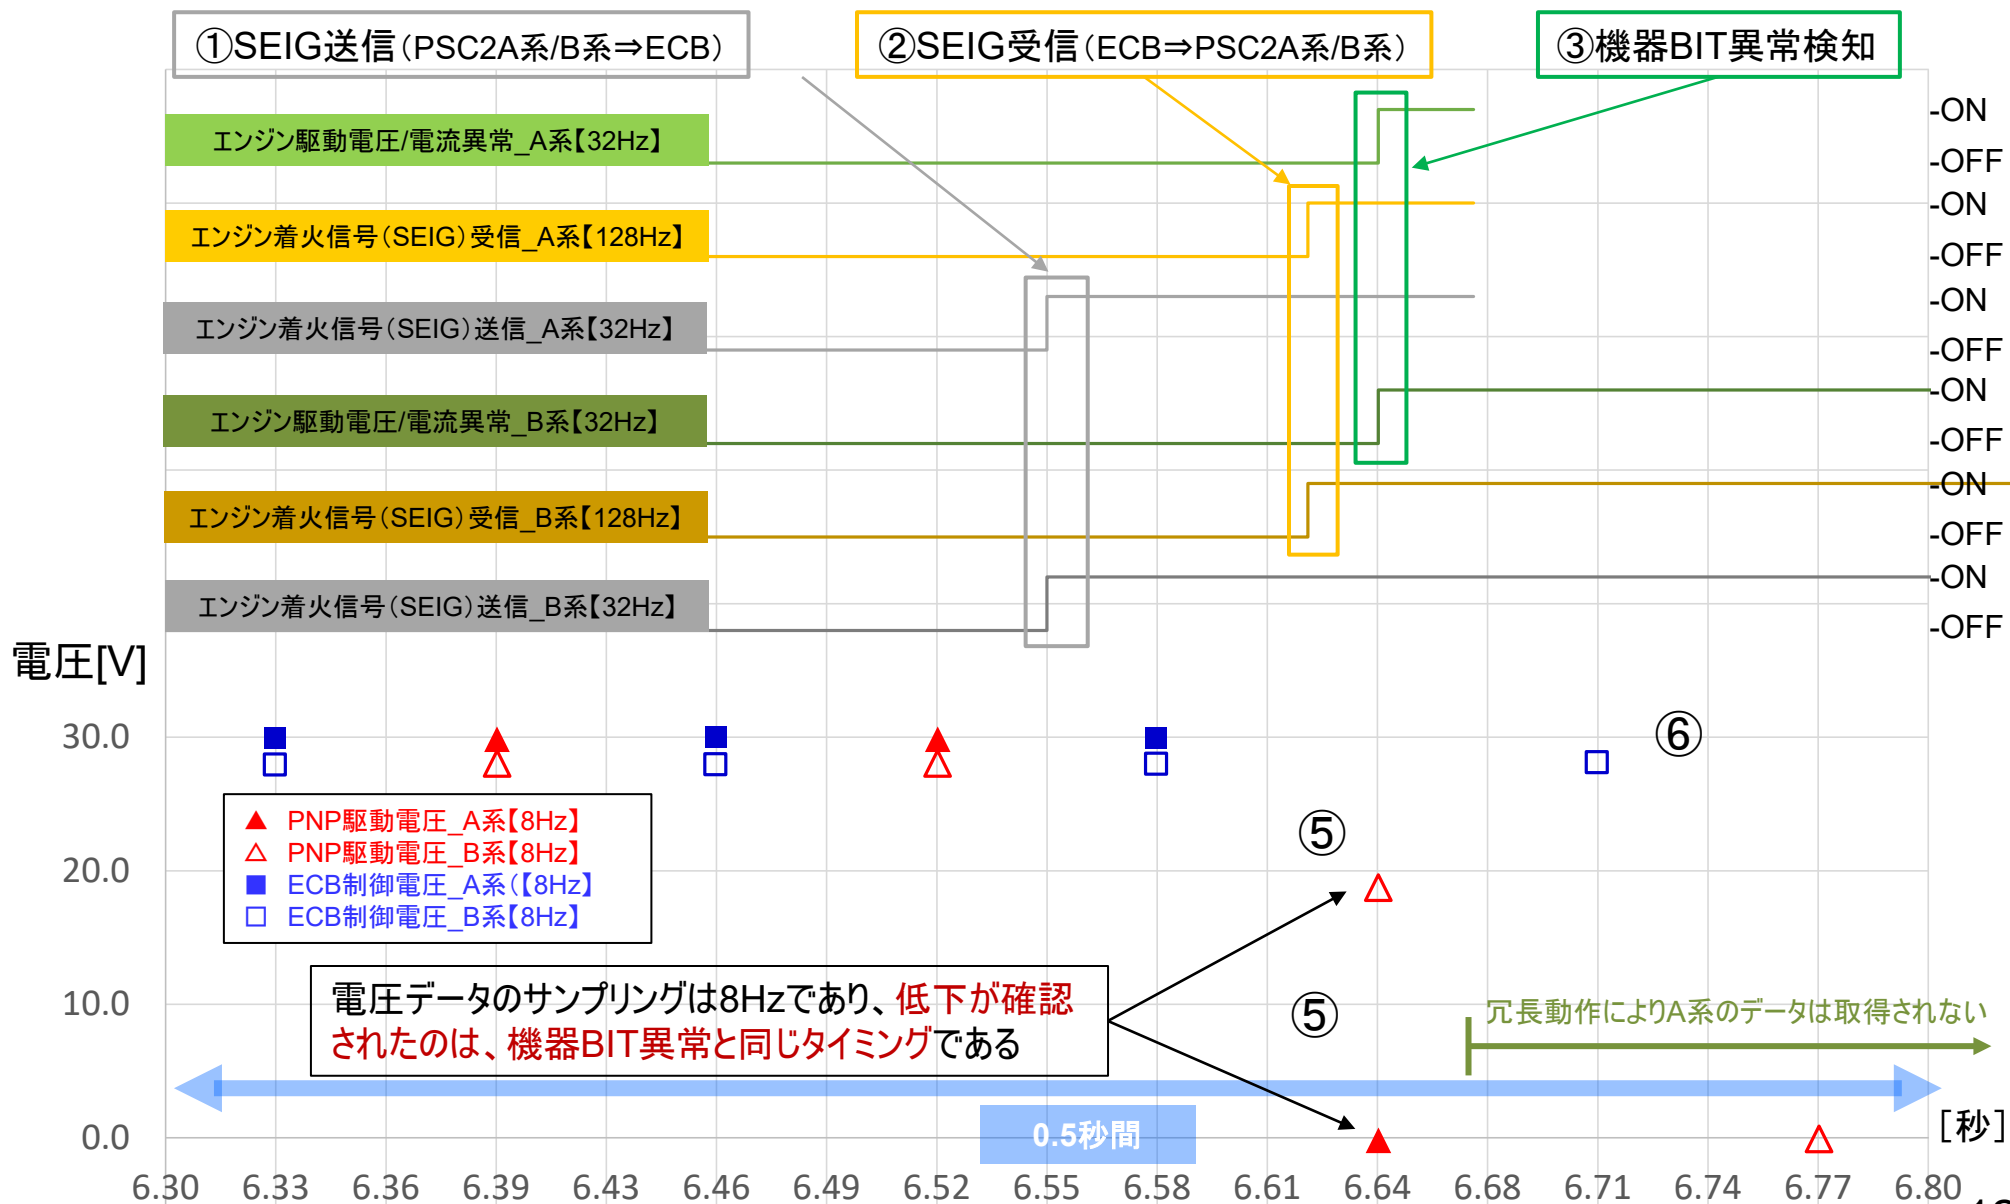 ①SEIG送信(PSC2A系/B系⇒ECB)
②SEIG受信(ECB⇒PSC2A系/B系)
③機器BIT異常検知
エンジン駆動電圧/電流異常_A系【32Hz】
-ON
-OFF
エンジン着火信号(SEIG)受信_A系【128Hz】
-ON
-OFF
エンジン着火信号(SEIG)送信_A系【32Hz】
-ON
-OFF
エンジン駆動電圧/電流異常_B系【32Hz】
-ON
-OFF
エンジン着火信号(SEIG)受信_B系【128Hz】
-ON
-OFF
エンジン着火信号(SEIG)送信_B系【32Hz】
-ON
-OFF
電圧[V]
30.0
20.0
10.0
0.0
⑥
⑤
⑤
PNP駆動電圧_A系【8Hz】
PNP駆動電圧_B系【8Hz】
ECB制御電圧_A系(【8Hz】
ECB制御電圧_B系【8Hz】
電圧データのサンプリングは8Hzであり、低下が確認
されたのは、機器BIT異常と同じタイミングである
冗長動作によりA系のデータは取得されない
0.5秒間
[秒]
6.30 6.33 6.36 6.39 6.42 6.46 6.49 6.52 6.55 6.58 6.61 6.64 6.68 6.71 6.74 6.77 6.80